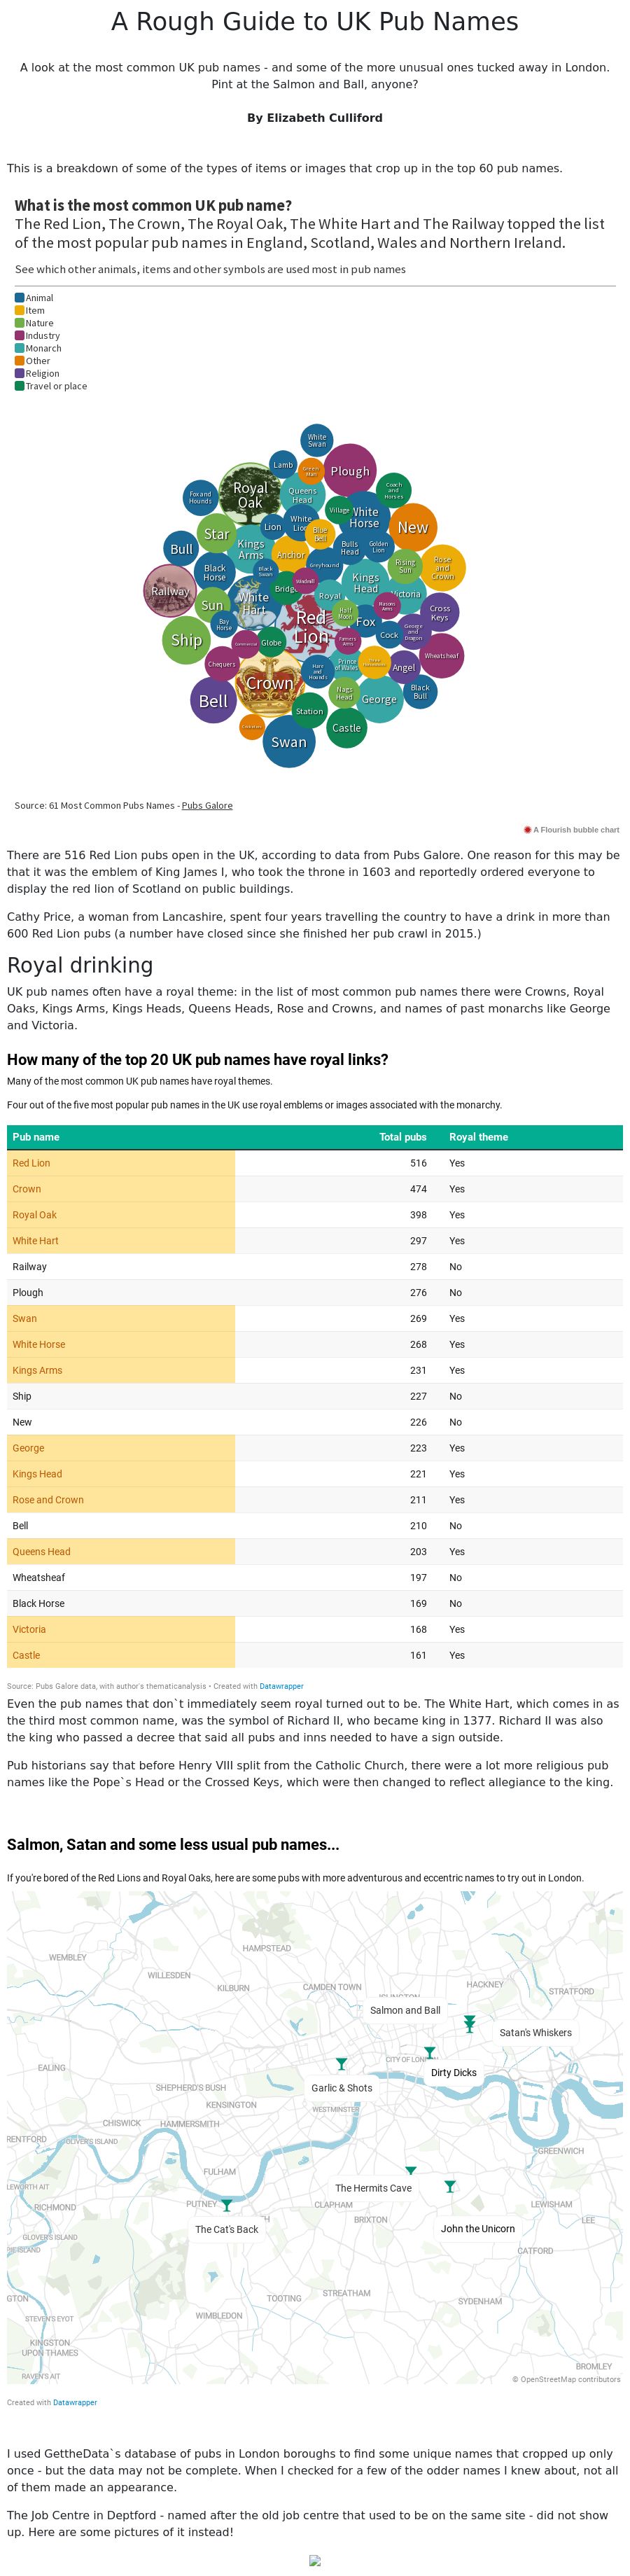 A Rough Guide to UK Pub Names
A look at the most common UK pub names - and some of the more unusual ones tucked away in London.
Pint at the Salmon and Ball, anyone?
By Elizabeth Culliford
This is a breakdown of some of the types of items or images that crop up in the top 60 pub names.
What is the most common UK pub name?
The Red Lion, The Crown, The Royal Oak, The White Hart and The Railway topped the list
of the most popular pub names in England, Scotland, Wales and Northern Ireland.
See which other animals, items and other symbols are used most in pub names
Animal
Item
Nature
Industry
Monarch
Other
Religion
Travel or place
White
Swan
Lamb
Plough
Royal
Oak
Queens
Head
Coach
and
Horses
Fox and
Hounds
Village
White
Horse
White
Lion
Lion
Blue
bell
New
Star
Kings
Arms
Anchor
Bulls
Head
Golden
Lion
Bull
Black
Horse
Black
Swan
Greyhound
Rising
Sun
Rose
and
Crown
Railway
Bridge
Windmill
Kings
Head
Sun
White
Hart
Royal
Victoria
Half
Moon
Masons
Arms
Cross
Keys
Red
Lion
Fox
Bay
Horse
George
and
Dragon
Cock
Ship
Globe
Farmers
Arms
Wheatsheaf
Chequers
Hare
and
Hounds
Prince
of Wales
Angel
Crown
Bell
Nags
Head
George
Black
Bull
Station
Castle
Swan
Source: 61 Most Common Pubs Names - Pubs Galore
A Flourish bubble chart
There are 516 Red Lion pubs open in the UK, according to data from Pubs Galore. One reason for this may be
that it was the emblem of King James I, who took the throne in 1603 and reportedly ordered everyone to
display the red lion of Scotland on public buildings.
Cathy Price, a woman from Lancashire, spent four years travelling the country to have a drink in more than
600 Red Lion pubs (a number have closed since she finished her pub crawl in 2015.)
Royal drinking
UK pub names often have a royal theme: in the list of most common pub names there were Crowns, Royal
Oaks, Kings Arms, Kings Heads, Queens Heads, Rose and Crowns, and names of past monarchs like George
and Victoria.
How many of the top 20 UK pub names have royal links?
Many of the most common UK pub names have royal themes.
Four out of the five most popular pub names in the UK use royal emblems or images associated with the monarchy.
Pub name Total pubs Royal theme
Red Lion 516 Yes
Crown 474 Yes
Royal Oak 398 Yes
White Hart 297 Yes
Railway 278 No
Plough 276 No
Swan 269 Yes
White Horse 268 Yes
Kings Arms 231 Yes
Ship 227 No
New 226 No
George 223 Yes
Kings Head 221 Yes
Rose and Crown 211 Yes
Bell 210 No
Queens Head 203 Yes
Wheatsheaf 197 No
Black Horse 169 No
Victoria 168 Yes
Castle 161 Yes
Source: Pubs Galore data, with author's thematicanalysis • Created with Datawrapper
Even the pub names that don`t immediately seem royal turned out to be. The White Hart, which comes in as
the third most common name, was the symbol of Richard II, who became king in 1377. Richard II was also
the king who passed a decree that said all pubs and inns needed to have a sign outside.
Pub historians say that before Henry VIII split from the Catholic Church, there were a lot more religious pub
names like the Pope`s Head or the Crossed Keys, which were then changed to reflect allegiance to the king.
Salmon, Satan and some less usual pub names...
If you're bored of the Red Lions and Royal Oaks, here are some pubs with more adventurous and eccentric names to try out in London.
HAMPSTEAD
WEMBLEY
WILLESDEN
KILBURN
CAMDEN TOWN
HACKNEY
STRATFORD
ISLINGTON
Salmon and Ball
Satan's Whiskers
CITY OF LONDON
EALING
Dirty Dicks
SHEPHERD'S BUSH
Garlic & Shots
KENSINGTON
WESTMINSTER
CHISWICK
HAMMERSMITH
BRENTFORD
OLIVER'S ISLAND
GREENWICH
FULHAM
The Hermits Cave
ISLEWORTH AIT
RICHMOND
PUTNEY
CLAPHAM
LEWISHAM
BRIXTON
LEE
The Cat's Back
John the Unicorn
GLOVER'S ISLAND
CATFORD
STREATHAM
TOOTING
SYDENHAM
WIMBLEDON
STEVEN'S EYOT
KINGSTON
UPON THAMES
BROMLEY
RAVEN'S AIT
© OpenStreetMap contributors
Created with Datawrapper
I used GettheData`s database of pubs in London boroughs to find some unique names that cropped up only
once - but the data may not be complete. When I checked for a few of the odder names I knew about, not all
of them made an appearance.
The Job Centre in Deptford - named after the old job centre that used to be on the same site - did not show
up. Here are some pictures of it instead!